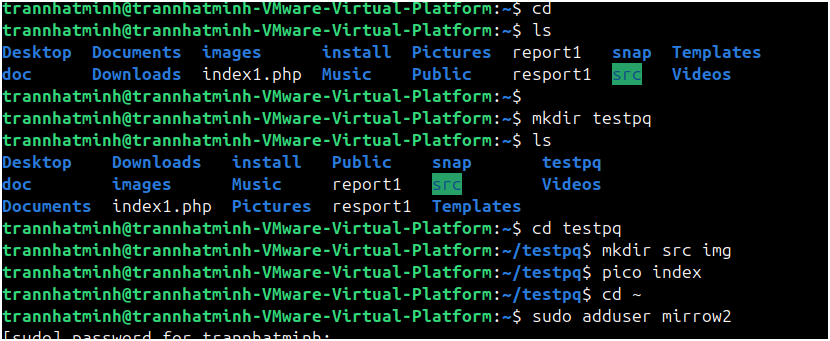 trannhatminh@trannhatminh-VMware-Virtual-Platform:~$ cd
trannhatminh@trannhatminh-VMware-Virtual-Platform:~$ ls
Desktop  Documents  images      install  Pictures  report1   snap  Templates
doc      Downloads  index1.php  Music    Public    resport1  src   Videos
trannhatminh@trannhatminh-VMware-Virtual-Platform:~$
trannhatminh@trannhatminh-VMware-Virtual-Platform:~$ mkdir testpq
trannhatminh@trannhatminh-VMware-Virtual-Platform:~$ ls
Desktop    Downloads   install   Public    snap       testpq
doc        images      Music     report1   src        Videos
Documents  index1.php  Pictures  resport1  Templates
trannhatminh@trannhatminh-VMware-Virtual-Platform:~$ cd testpq
trannhatminh@trannhatminh-VMware-Virtual-Platform:~/testpq$ mkdir src img
trannhatminh@trannhatminh-VMware-Virtual-Platform:~/testpq$ pico index
trannhatminh@trannhatminh-VMware-Virtual-Platform:~/testpq$ cd ~
trannhatminh@trannhatminh-VMware-Virtual-Platform:~$ sudo adduser mirrow2
[sudo] password for trannhatminh: